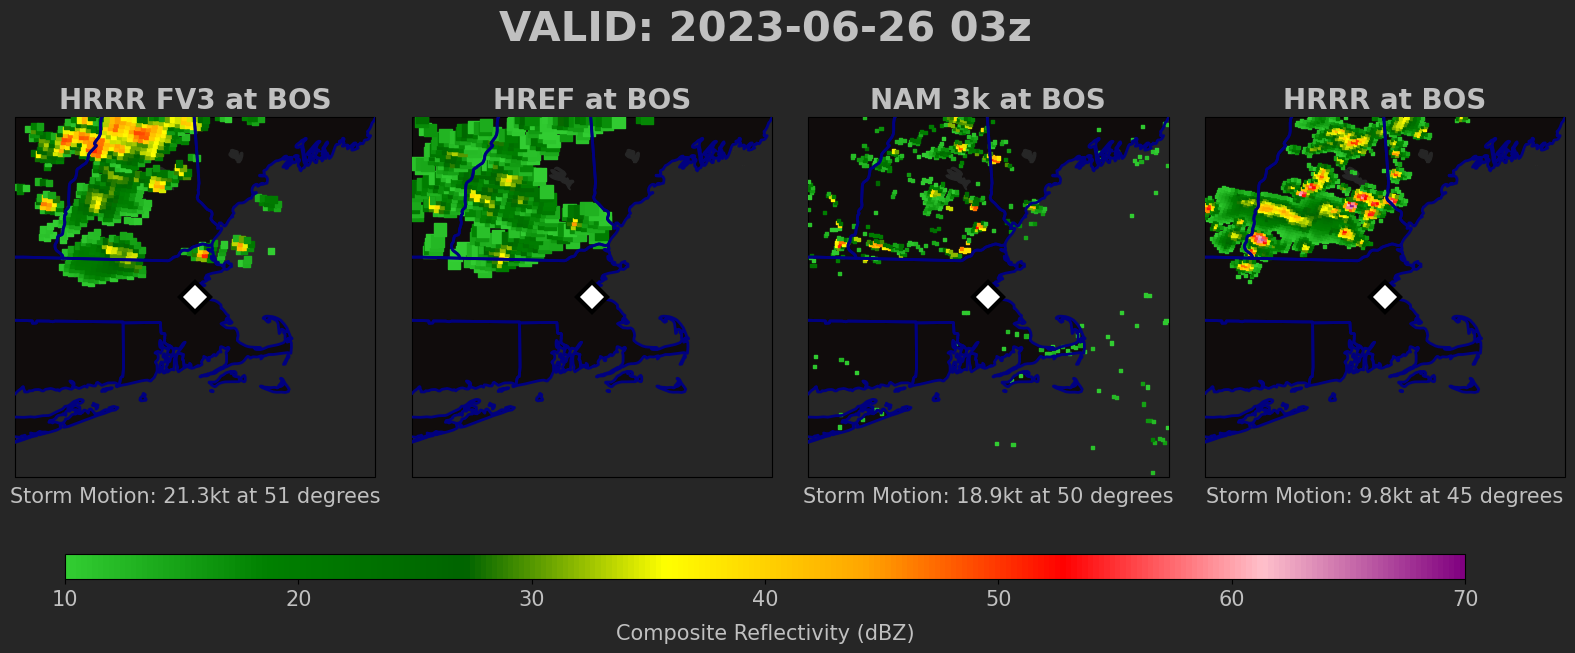 VALID: 2023-06-26 03z
HRRR FV3 at BOS
HREF at BOS
NAM 3k at BOS
HRRR at BOS
Storm Motion: 21.3kt at 51 degrees
Storm Motion: 18.9kt at 50 degrees
Storm Motion: 9.8kt at 45 degrees
10 20 30 40 50 60 70
Composite Reflectivity (dBZ)